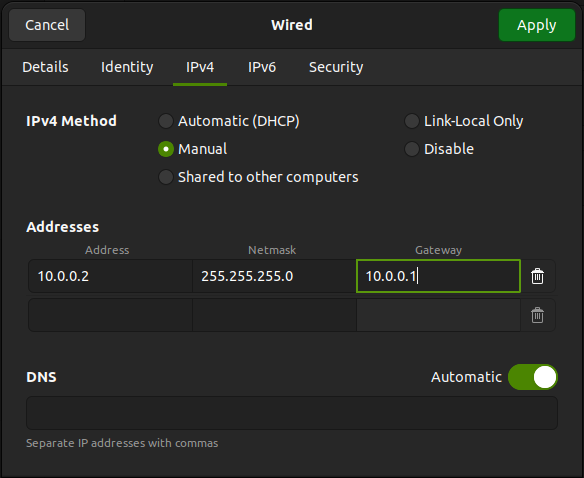 Cancel Wired Apply
Details Identity IPv4 IPv6 Security
IPv4 Method Automatic (DHCP) Link-Local Only
Manual Disable
Shared to other computers
Addresses
Address Netmask Gateway
10.0.0.2 255.255.255.0 10.0.0.1
DNS Automatic
Separate IP addresses with commas